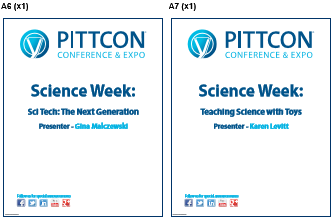 A6 (x1)
PITTCON
CONFERENCE & EXPO
Science Week:
Sci Tech: The Next Generation
Presenter - Gina Malczewski
A7 (x1)
PITTCON
CONFERENCE & EXPO
Science Week:
Teaching Science with Toys
Presenter - Karen Levitt